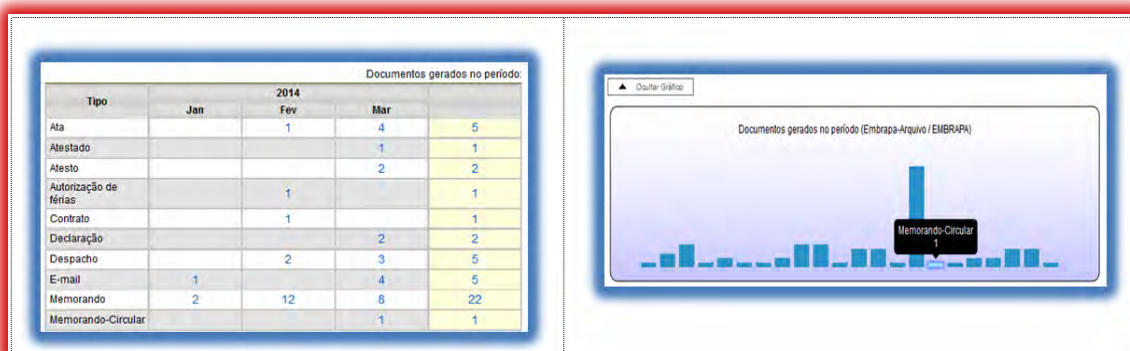 Documentos gerados no período:
Tipo 2014
Jan Fev Mar
Ata 1 4 5
Atestado 1 1
Atesto 2 2
Autorização de
férias 1 1
Contrato 1 1
Declaração 2 2
Despacho 2 3 5
E-mail 1 4 5
Memorando 2 12 8 22
Memorando-Circular 1 1
Ocultar Gráfico
Documentos gerados no período (Embrapa-Arquivo / EMBRAPA)
Memorando-Circular
1